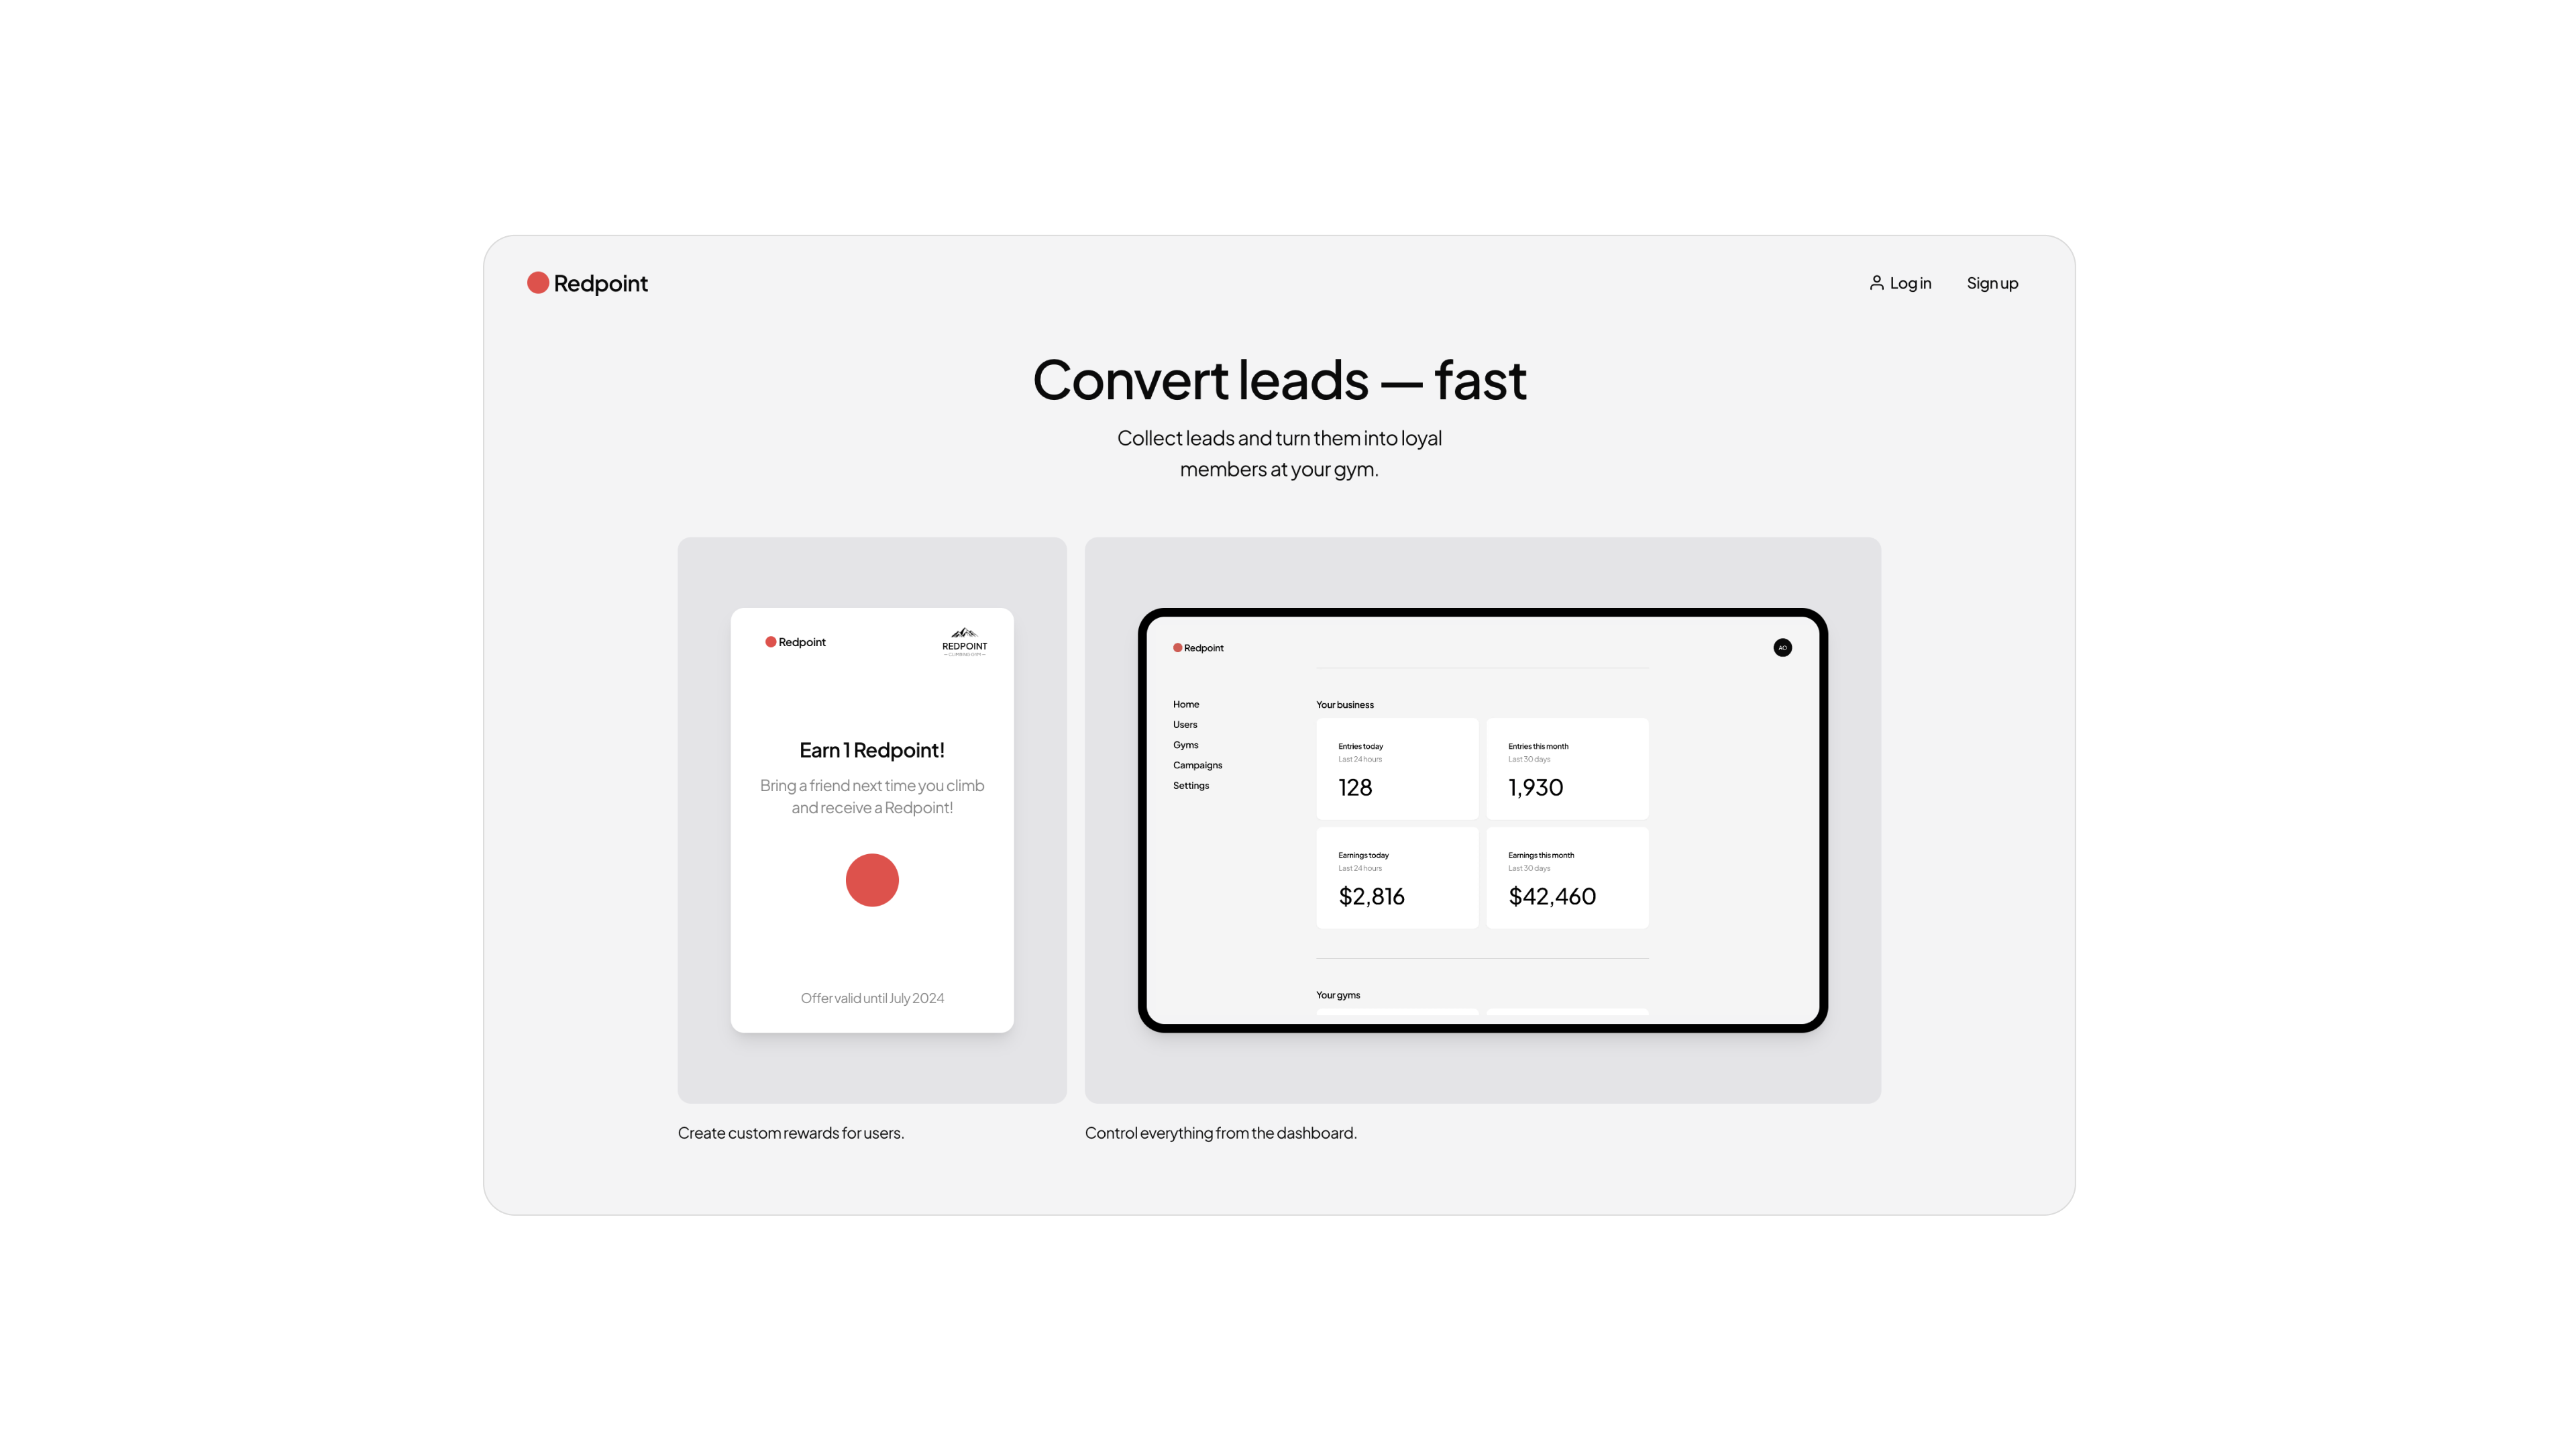 Redpoint
Log in
Sign up
Convert leads — fast
Collect leads and turn them into loyal
members at your gym.
Redpoint
REDPOINT
CLIMBING GYM
Earn 1 Redpoint!
Bring a friend next time you climb
and receive a Redpoint!
Offer valid until July 2024
Create custom rewards for users.
Redpoint
AO
Home
Users
Gyms
Campaigns
Settings
Your business
Entries today
Last 24 hours
128
Entries this month
Last 30 days
1,930
Earnings today
Last 24 hours
$2,816
Earnings this month
Last 30 days
$42,460
Your gyms
Control everything from the dashboard.